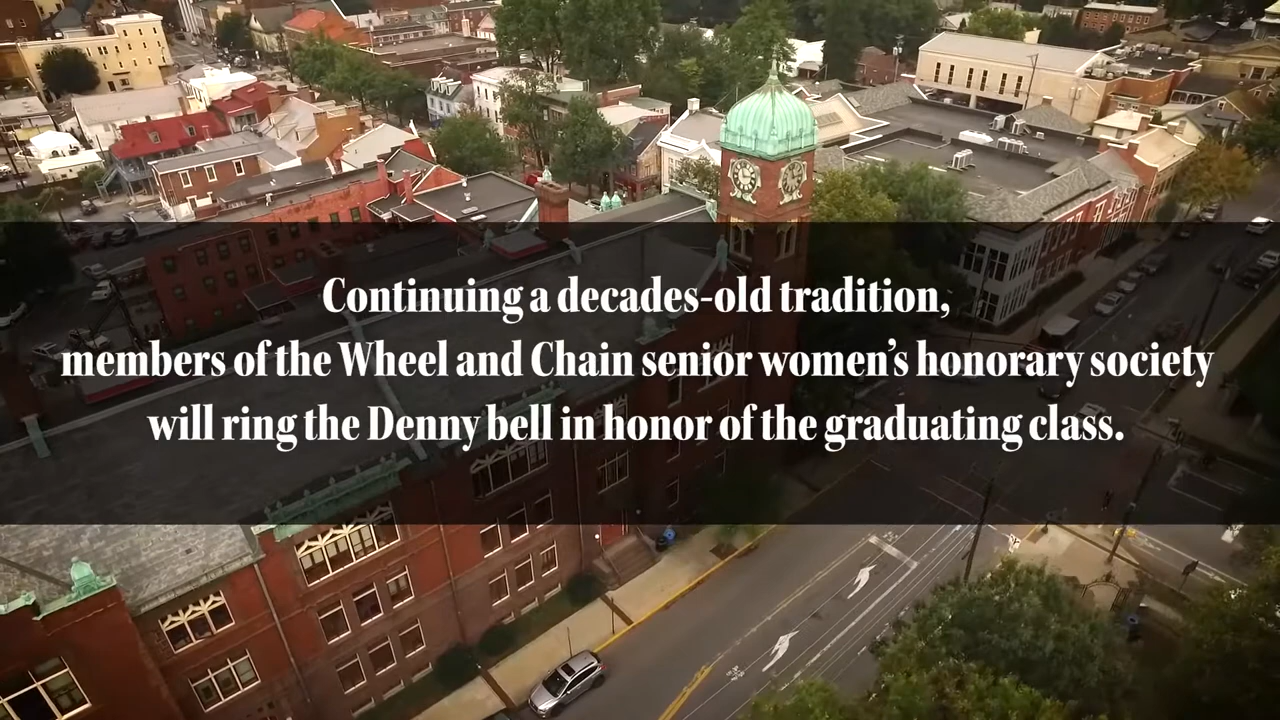 Continuing a decades-old tradition,
members of the Wheel and Chain senior women’s honorary society
will ring the Denny bell in honor of the graduating class.